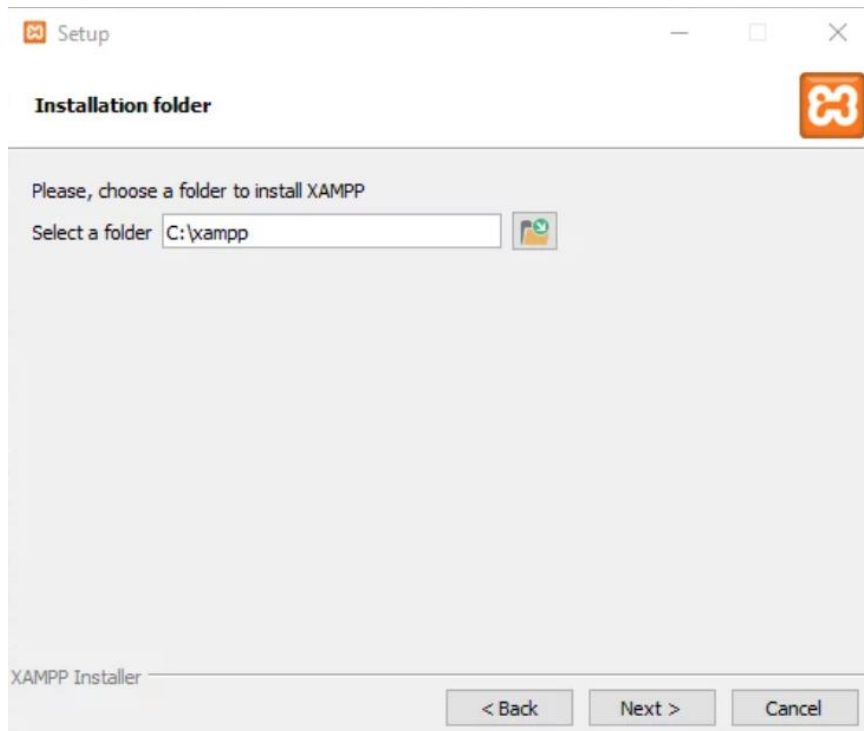 Setup
Installation folder
Please, choose a folder to install XAMPP
Select a folder C:\xampp
XAMPP Installer
< Back Next > Cancel